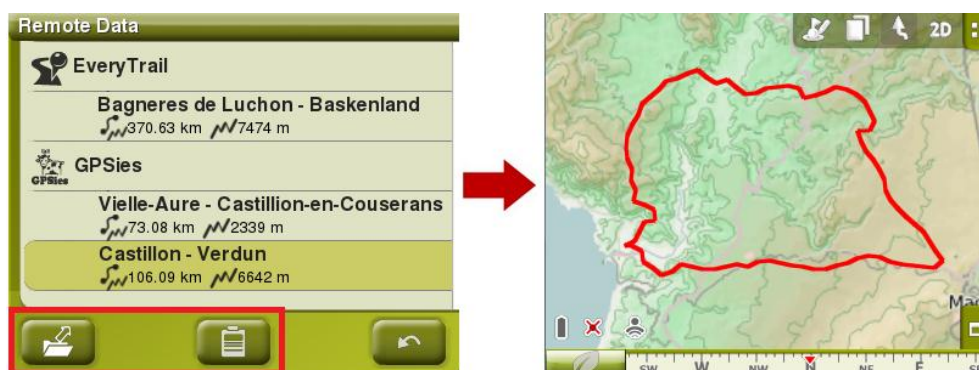 Remote Data
EveryTrail
Bagneres de Luchon - Baskenland
370.63 km 7474 m
GPSies
GPSies
Vielle-Aure - Castillion-en-Couserans
73.08 km 2339 m
Castillon - Verdun
106.09 km 6642 m
2D
SW W NW N NE E